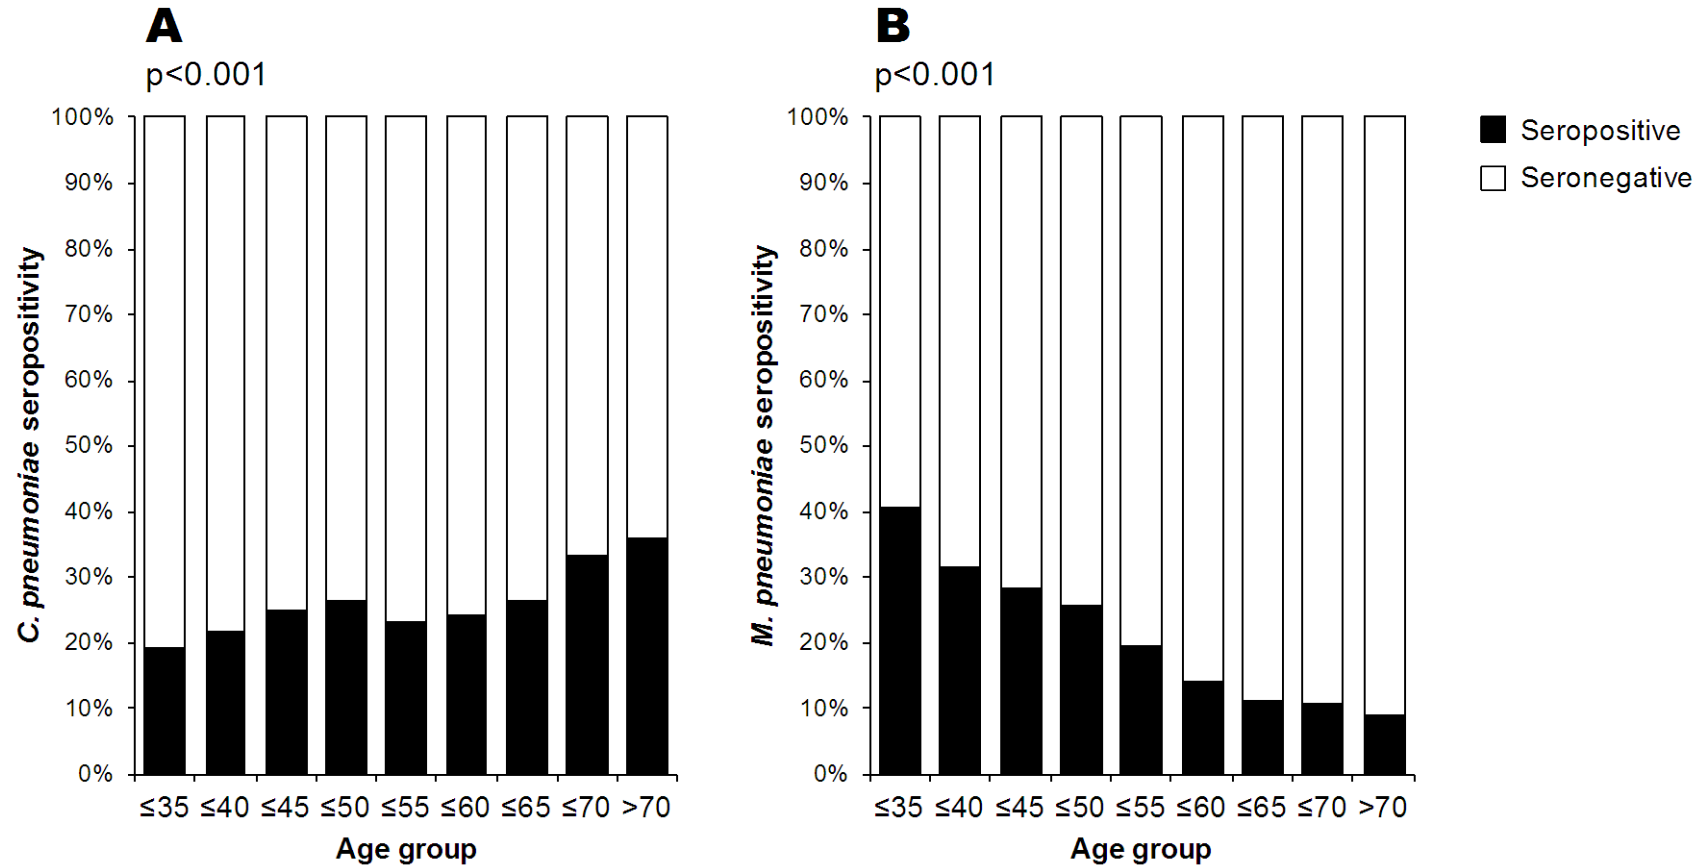 A
p<0.001
C. pneumoniae seropositivity
100%
90%
80%
70%
60%
50%
40%
30%
20%
10%
0%
≤35 ≤40 ≤45 ≤50 ≤55 ≤60 ≤65 ≤70 >70
Age group
B
p<0.001
M. pneumoniae seropositivity
100%
90%
80%
70%
60%
50%
40%
30%
20%
10%
0%
≤35 ≤40 ≤45 ≤50 ≤55 ≤60 ≤65 ≤70 >70
Age group
Seropositive
Seronegative